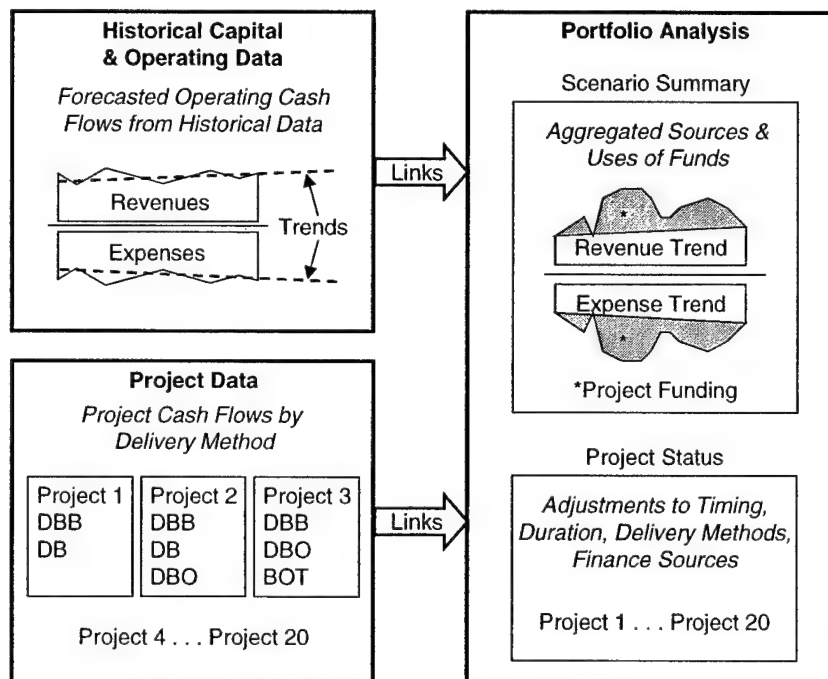 Historical Capital
& Operating Data
Forecasted Operating Cash
Flows from Historical Data
Revenues
Expenses
Trends
Links
Project Data
Project Cash Flows by
Delivery Method
Project 1
DBB
DB
Project 2
DBB
DB
DBO
Project 3
DBB
DBO
BOT
Project 4 . . . Project 20
Links
Portfolio Analysis
Scenario Summary
Aggregated Sources &
Uses of Funds
*
Revenue Trend
Expense Trend
*
*Project Funding
Project Status
Adjustments to Timing,
Duration, Delivery Methods,
Finance Sources
Project 1 . . . Project 20